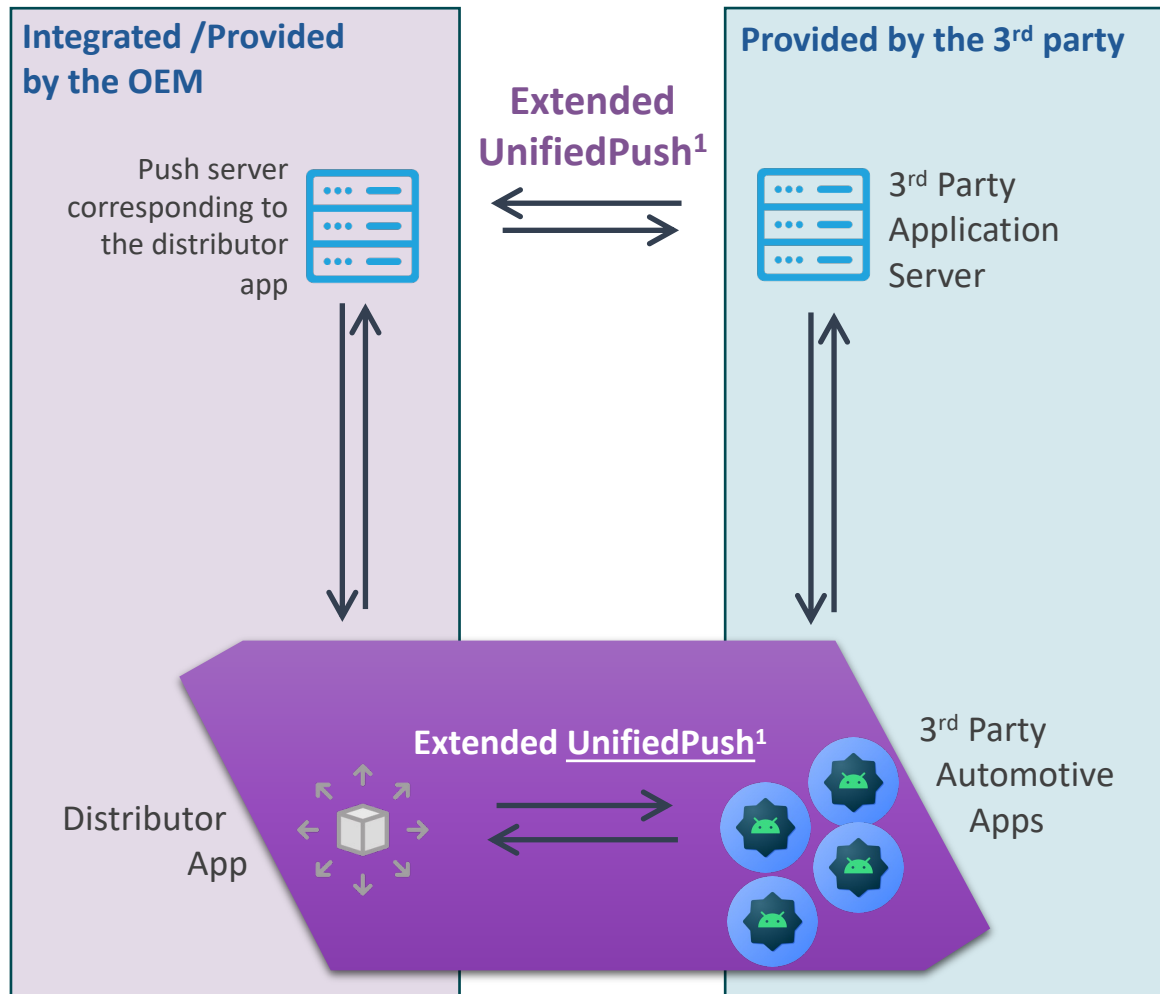 Integrated /Provided
by the OEM
Provided by the 3rd party
Extended
UnifiedPush1
Push server
corresponding to
the distributor
app
3rd Party
Application
Server
Extended UnifiedPush1
Distributor
App
3rd Party
Automotive
Apps